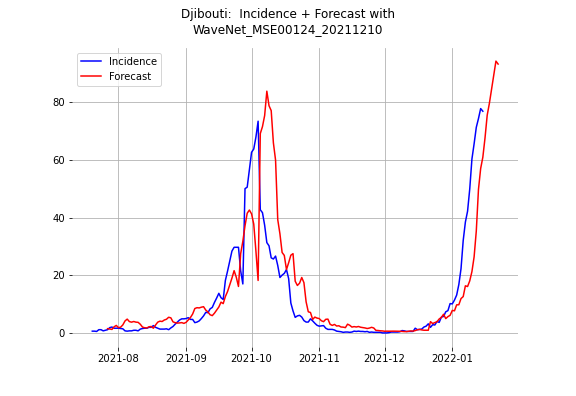 Djibouti: Incidence + Forecast with
WaveNet_MSE00124_20211210
Incidence
Forecast
80
60
40
20
0
2021-08
2021-09
2021-10
2021-11
2021-12
2022-01